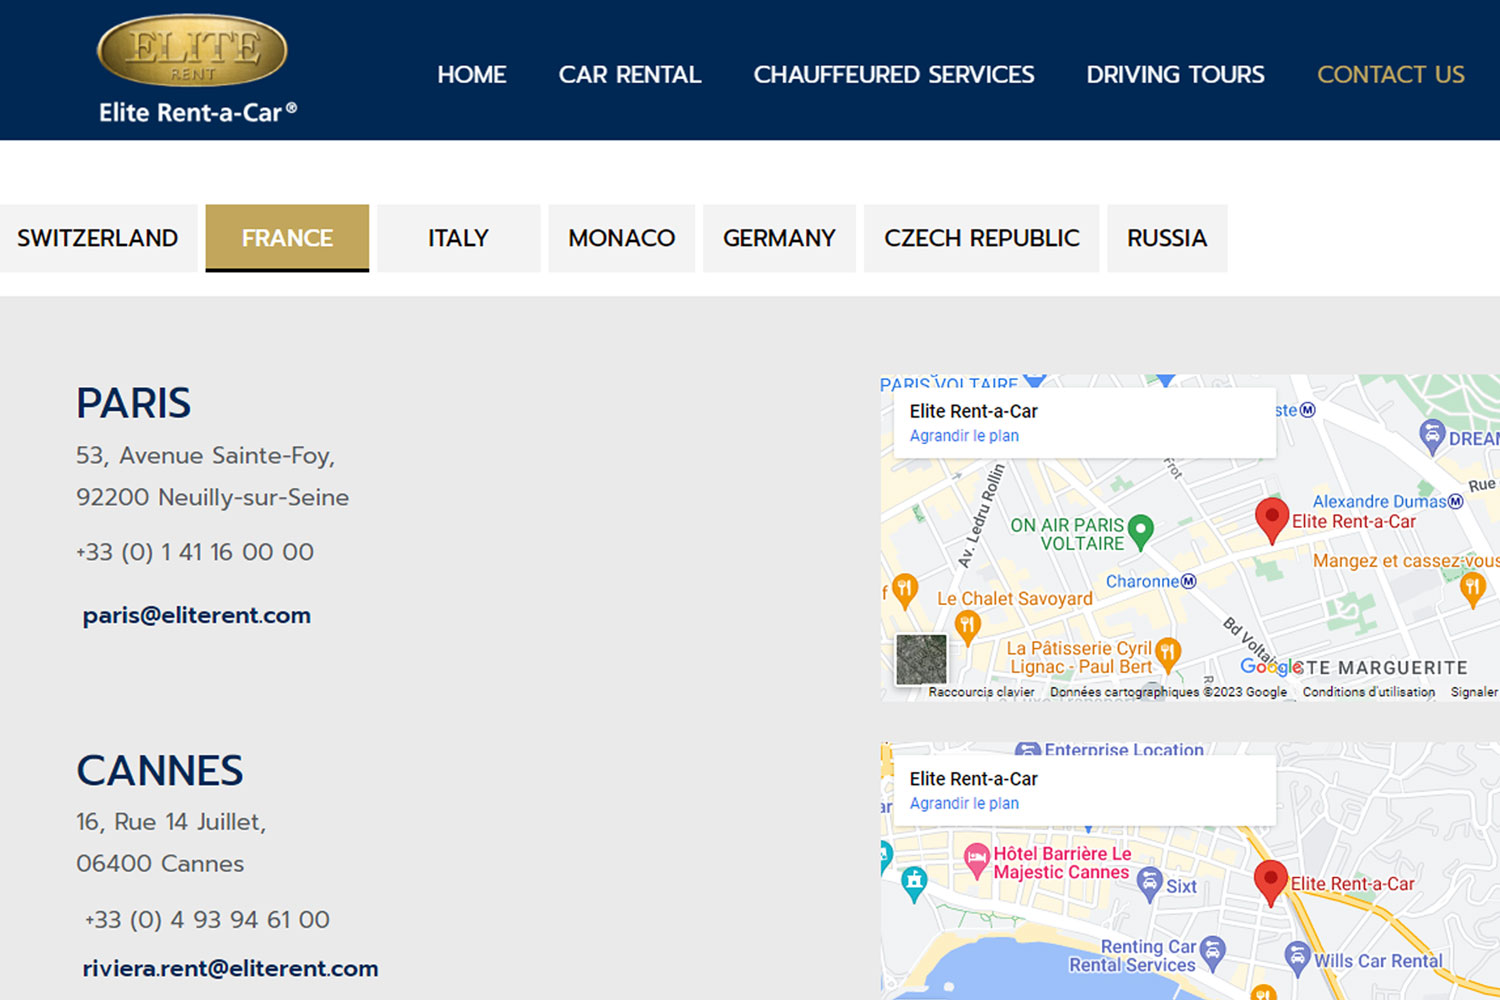 ELITE
RENT
Elite Rent-a-Car®
HOME
CAR RENTAL
CHAUFFEURED SERVICES
DRIVING TOURS
CONTACT US
SWITZERLAND
FRANCE
ITALY
MONACO
GERMANY
CZECH REPUBLIC
RUSSIA
PARIS
53, Avenue Sainte-Foy,
92200 Neuilly-sur-Seine
+33 (0) 1 41 16 00 00
paris@eliterent.com
PARIS VOLTAIRE
Elite Rent-a-Car
Agrandir le plan
ste M
DREAM
Frot
Rue
Av. Ledru Rollin
Alexandre Dumas M
Elite Rent-a-Car
ON AIR PARIS
VOLTAIRE
Mangez et cassez-vous
Charonne M
f
Le Chalet Savoyard
Bd Voltai
La Pâtisserie Cyril
Lignac - Paul Bert
Google
STE MARGUERITE
Raccourcis clavier
Données cartographiques ©2023 Google
Conditions d'utilisation
Signaler
CANNES
16, Rue 14 Juillet,
06400 Cannes
+33 (0) 4 93 94 61 00
riviera.rent@eliterent.com
Enterprise Location
Elite Rent-a-Car
Agrandir le plan
ar
Hôtel Barrière Le
Majestic Cannes
Sixt
Elite Rent-a-Car
Renting Car
Rental Services
Wills Car Rental